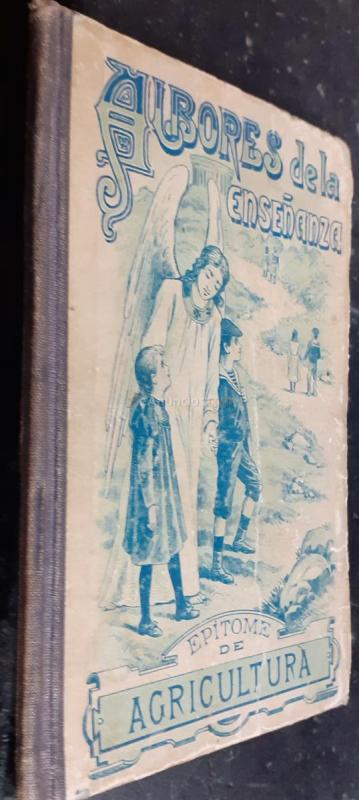 ALBORES de la
ENSEÑANZA
EPÍTOME
DE
AGRICULTURA